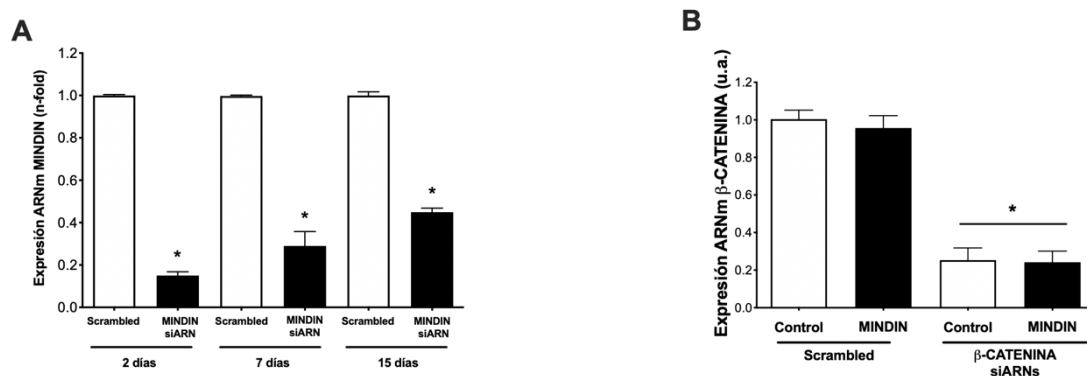 A
Expresión ARNm MINDIN (n-fold)
1.2
1.0
0.8
0.6
0.4
0.2
0.0
*
*
*
Scrambled MINDIN siARN Scrambled MINDIN siARN Scrambled MINDIN siARN
2 días 7 días 15 días
B
Expresión ARNm β-CATENINA (u.a.)
1.2
1.0
0.8
0.6
0.4
0.2
0.0
*
Control MINDIN Control MINDIN
Scrambled β-CATENINA
siARNs